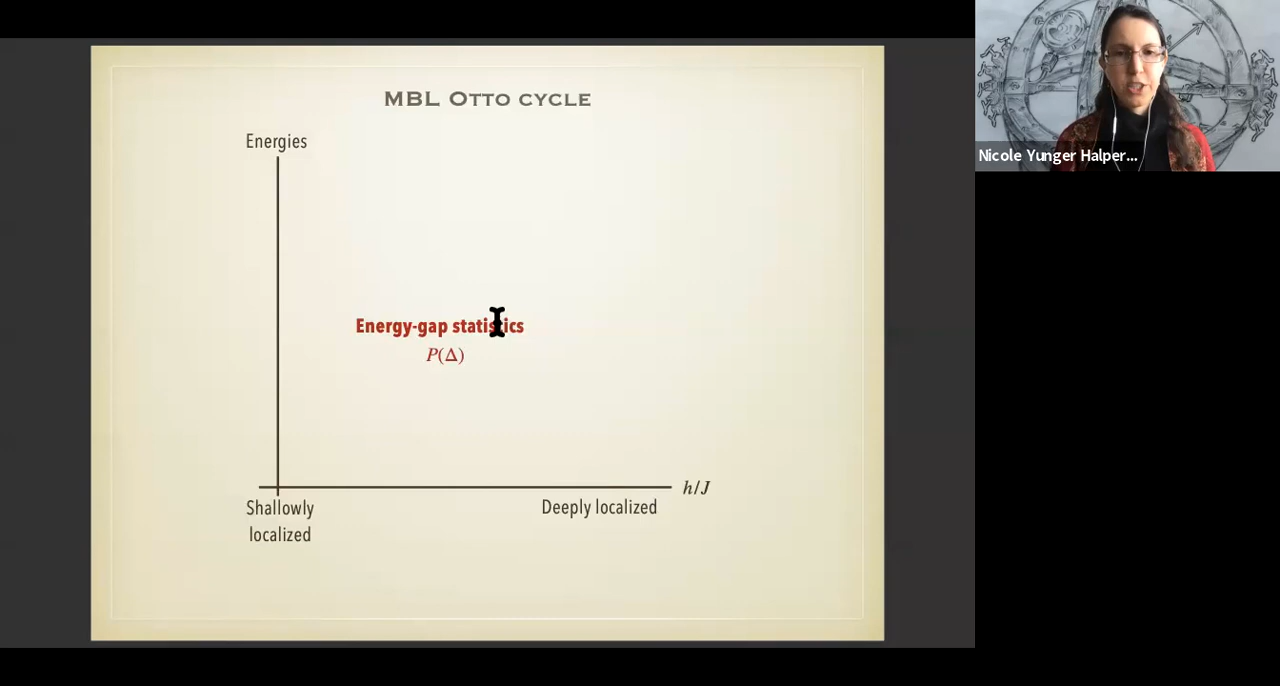 MBL OTTO CYCLE
Energies
Energy-gap statistics
P(Δ)
h/J
Shallowly
localized
Deeply localized
Nicole Yunger Halper...